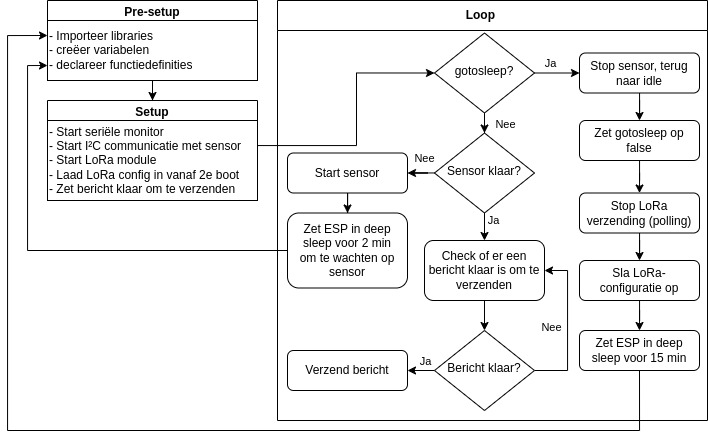 Pre-setup
- Importeer libraries
- creëer variabelen
- declareer functiedefinities
Setup
- Start seriële monitor
- Start I²C communicatie met sensor
- Start LoRa module
- Laad LoRa config in vanaf 2e boot
- Zet bericht klaar om te verzenden
Loop
gotosleep?
Ja
Stop sensor, terug
naar idle
Nee
Zet gotosleep op
false
Sensor klaar?
Nee
Start sensor
Zet ESP in deep
sleep voor 2 min
om te wachten op
sensor
Ja
Stop LoRa
verzending (polling)
Check of er een
bericht klaar is om te
verzenden
Sla LoRa-
configuratie op
Nee
Bericht klaar?
Ja
Verzend bericht
Zet ESP in deep
sleep voor 15 min